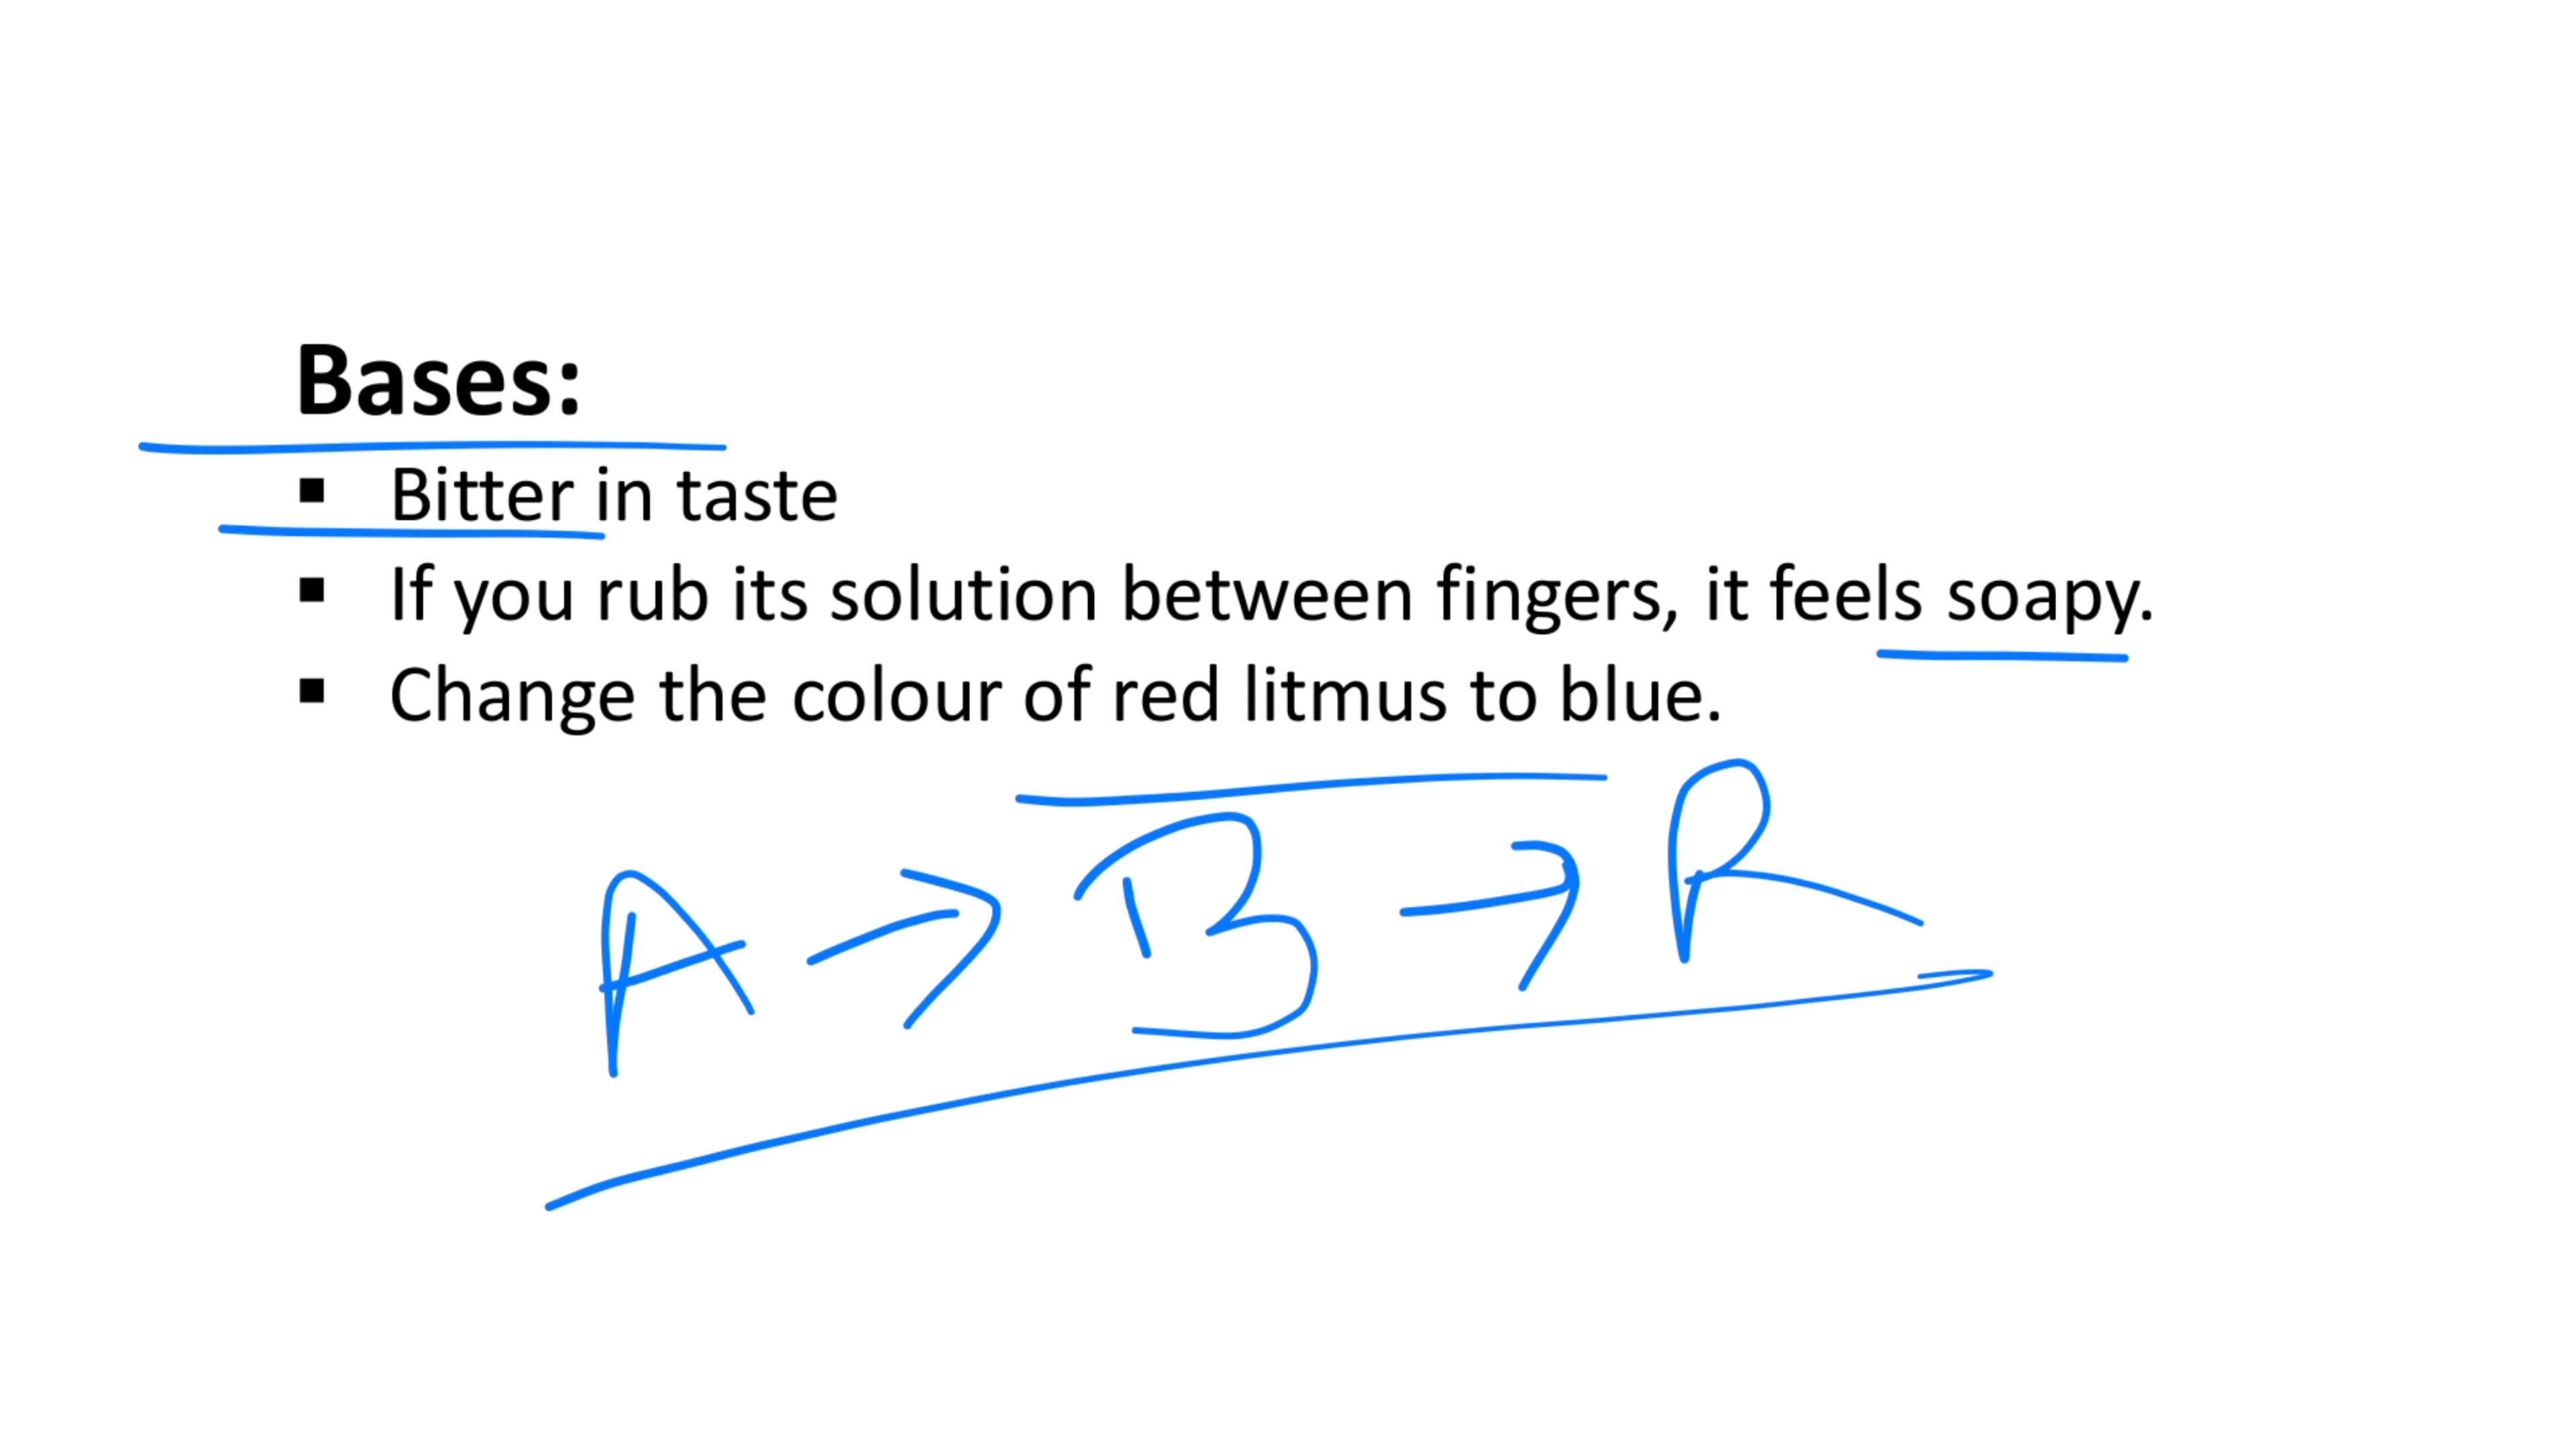 Bases:
▪ Bitter in taste
▪ If you rub its solution between fingers, it feels soapy.
▪ Change the colour of red litmus to blue.
A → B → R